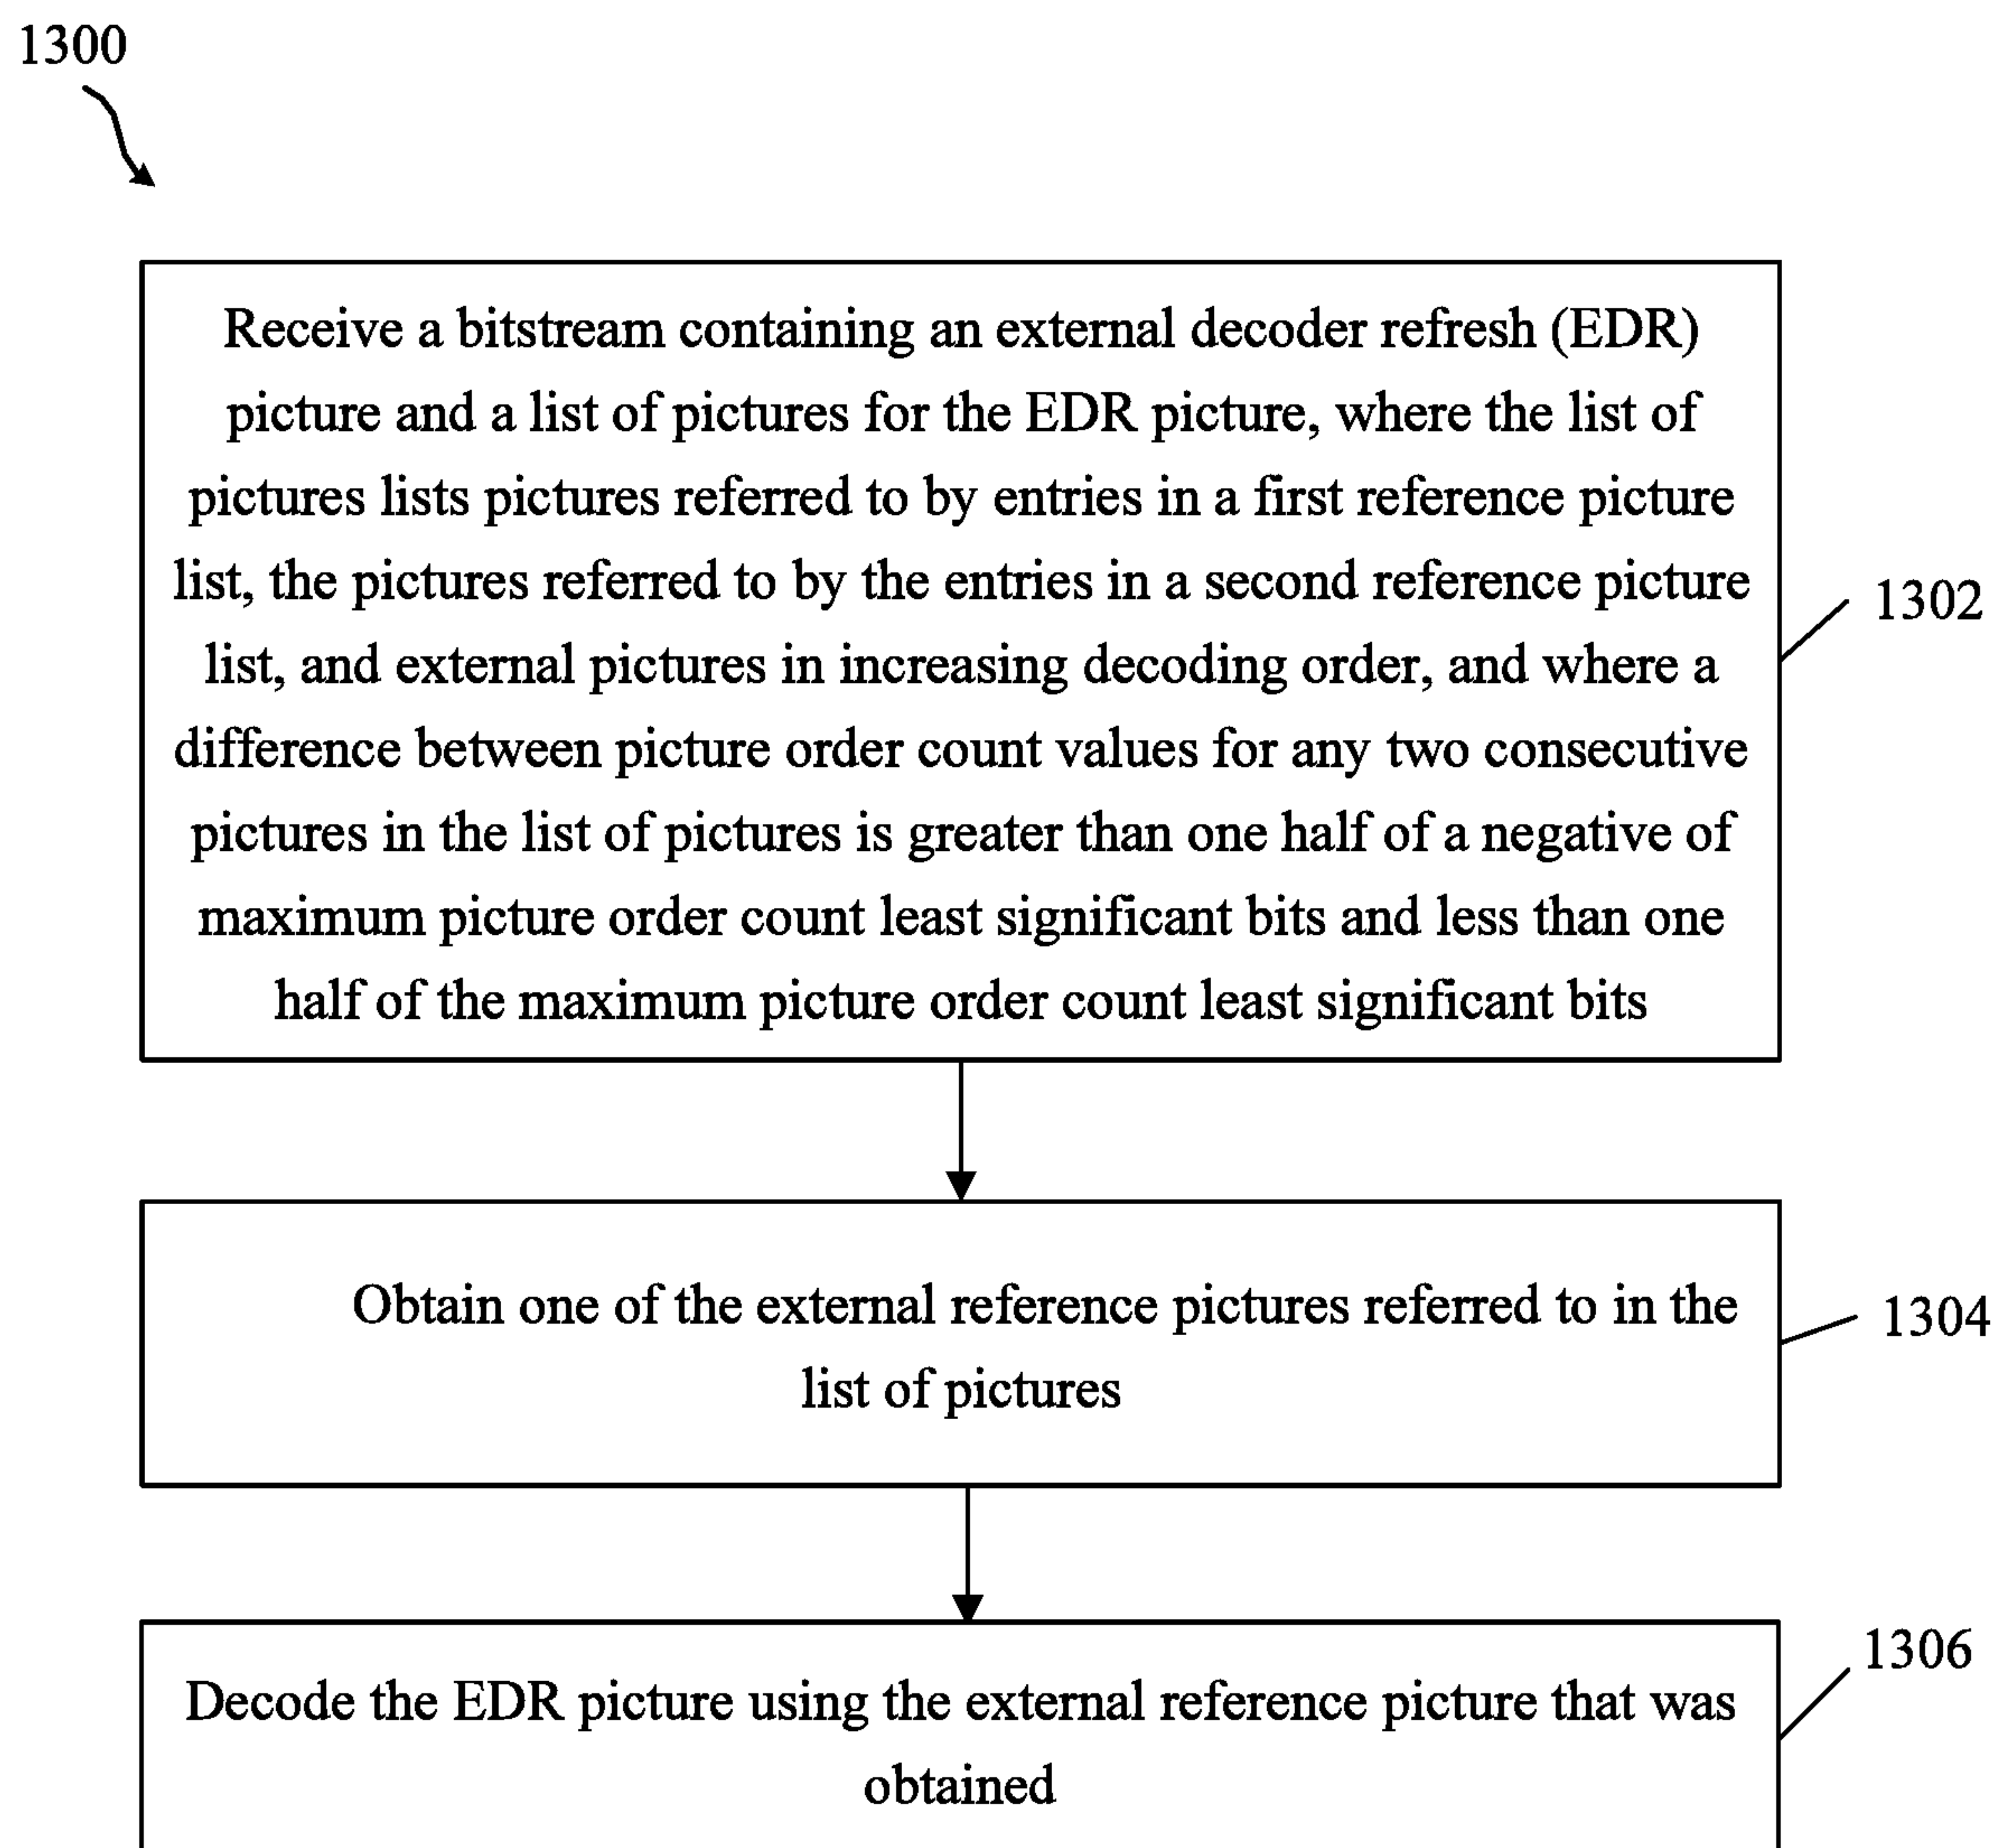 1300
Receive a bitstream containing an external decoder refresh (EDR)
picture and a list of pictures for the EDR picture, where the list of
pictures lists pictures referred to by entries in a first reference picture
list, the pictures referred to by the entries in a second reference picture
list, and external pictures in increasing decoding order, and where a
difference between picture order count values for any two consecutive
pictures in the list of pictures is greater than one half of a negative of
maximum picture order count least significant bits and less than one
half of the maximum picture order count least significant bits
1302
Obtain one of the external reference pictures referred to in the
list of pictures
1304
Decode the EDR picture using the external reference picture that was
obtained
1306